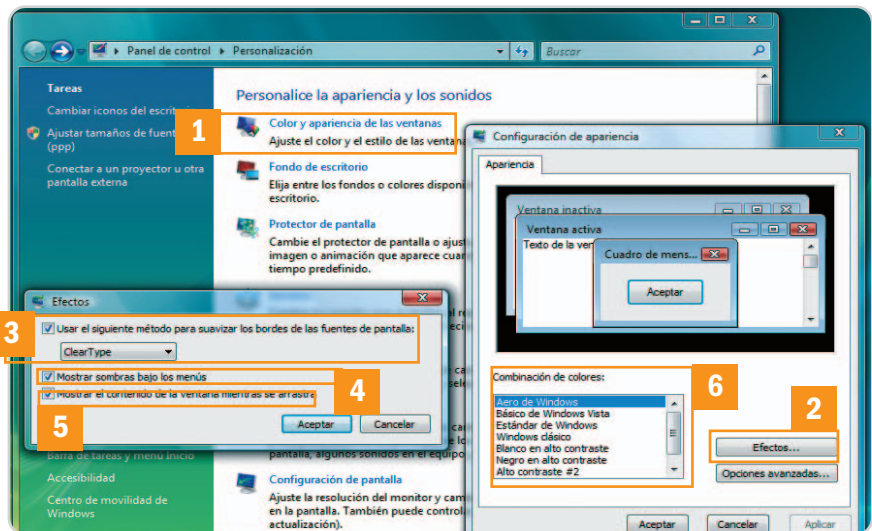 Panel de control ▸ Personalización
Buscar
Tareas
Cambiar iconos del
Ajustar tamaños de
(ppp)
Conectar a un proyector u otra
pantalla externa
Barra de tareas y menú Inicio
Accesibilidad
Centro de movilidad de
Windows
Personalice la apariencia y los sonidos
1
Color y apariencia de las ventanas
Ajuste el color y el estilo de las
Fondo de escritorio
Elija entre los fondos o colores
escritorio.
Protector de pantalla
Cambie el protector de pantalla o
imagen o animación que aparece
tiempo predefinido.
pantalla, algunos sonidos en el equipo
Configuración de pantalla
Ajuste la resolución del monitor y
en la pantalla. También puede
actualización).
Efectos
3
Usar el siguiente método para suavizar los bordes de las fuentes de pantalla:
ClearType
Mostrar sombras bajo los menús
4
Mostrar el contenido de la ventana mientras se arrastra
5
Aceptar
Cancelar
Configuración de apariencia
Apariencia
Ventana inactiva
Ventana activa
Texto de la
Cuadro de mens...
Aceptar
Combinación de colores:
6
Aero de Windows
Básico de Windows Vista
Estándar de Windows
Windows clásico
Blanco en alto contraste
Negro en alto contraste
Alto contraste #2
2
Efectos...
Opciones avanzadas...
Aceptar
Cancelar
Aplicar